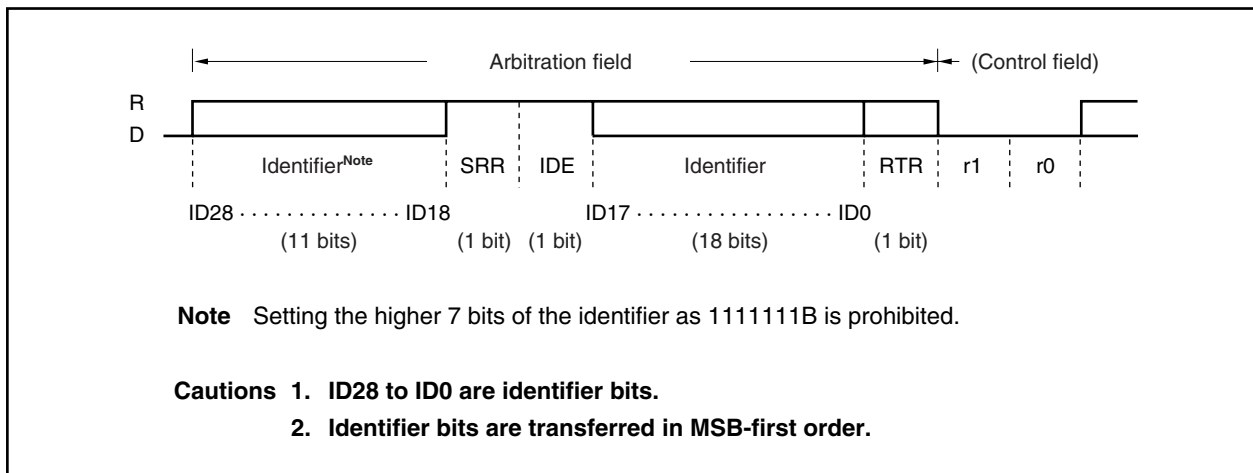 Arbitration field (Control field)
R
D
Identifier^Note SRR IDE Identifier RTR r1 r0
ID28 · · · · · · · · · · · · · · ID18 ID17 · · · · · · · · · · · · · · · · · · ID0
(11 bits) (1 bit) (1 bit) (18 bits) (1 bit)
Note Setting the higher 7 bits of the identifier as 1111111B is prohibited.
Cautions 1. ID28 to ID0 are identifier bits.
2. Identifier bits are transferred in MSB-first order.